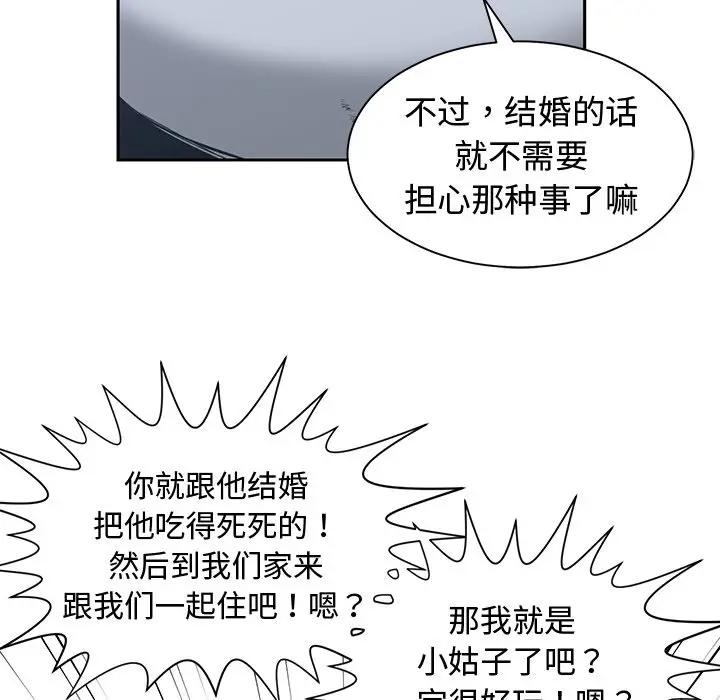 不过，结婚的话
就不需要
担心那种事了嘛
你就跟他结婚
把他吃得死死的！
然后到我们家来
跟我们一起住吧！嗯？
那我就是
小姑子了吧？